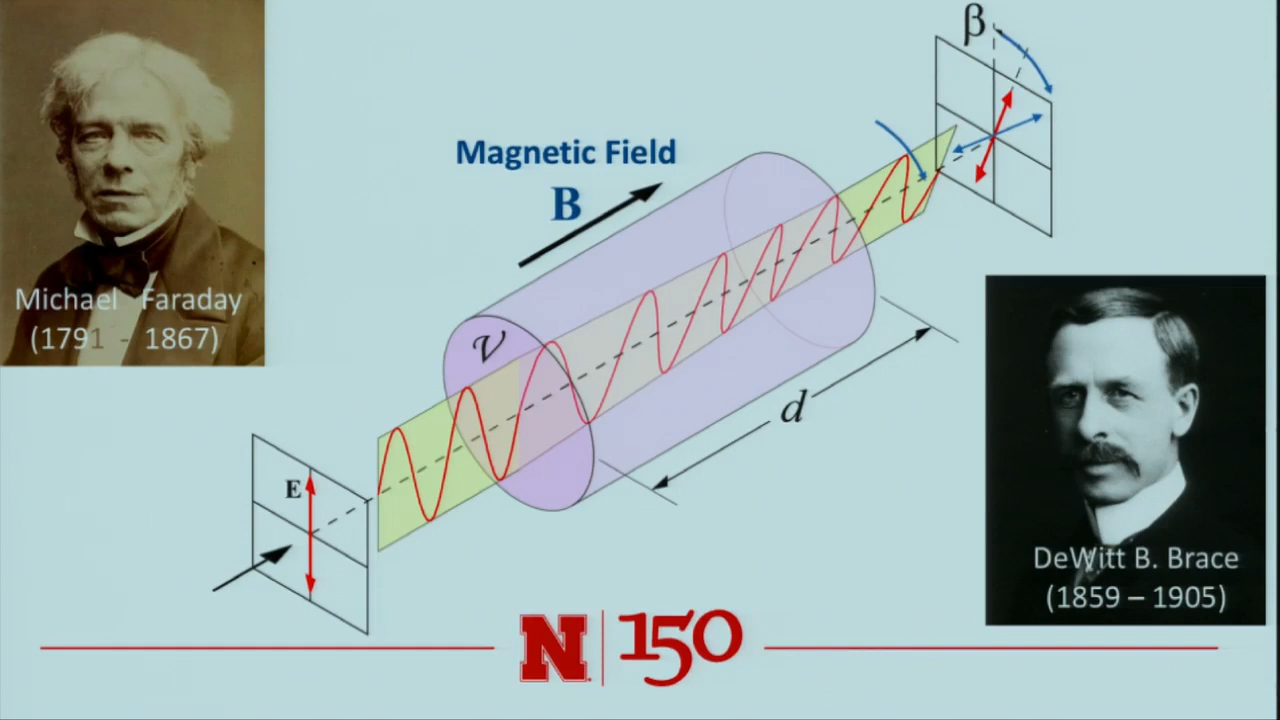 β
Magnetic Field
B
Michael Faraday
(1791 - 1867)
𝒱
d
E
DeWitt B. Brace
(1859 – 1905)
N | 150